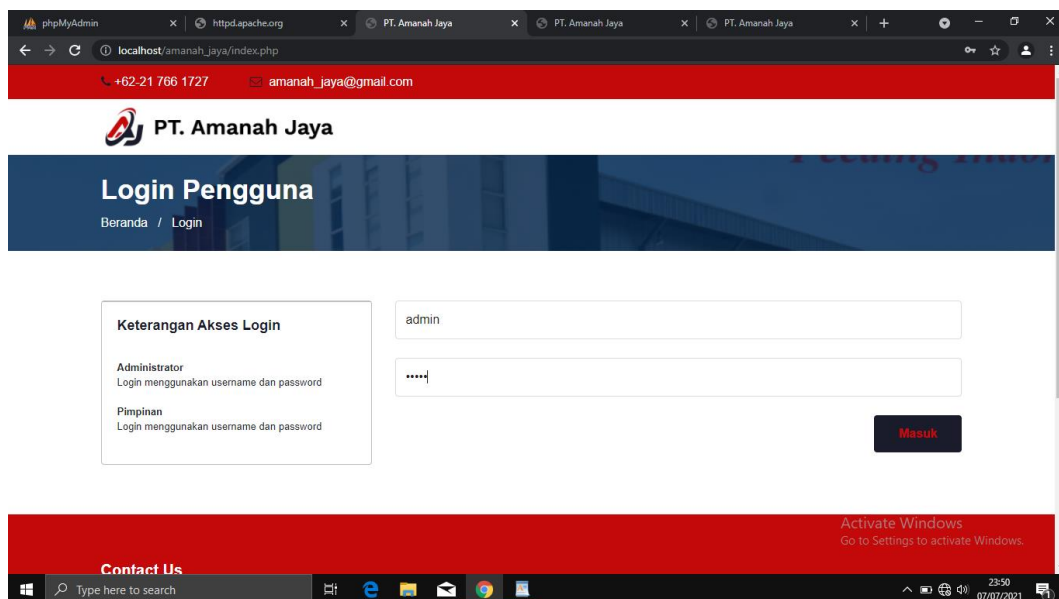 phpMyAdmin
httpd.apache.org
PT. Amanah Jaya
PT. Amanah Jaya
PT. Amanah Jaya
localhost/amanah_jaya/index.php
+62-21 766 1727
amanah_jaya@gmail.com
PT. Amanah Jaya
Login Pengguna
Beranda / Login
Keterangan Akses Login
Administrator
Login menggunakan username dan password
Pimpinan
Login menggunakan username dan password
admin
•••••
Masuk
Activate Windows
Go to Settings to activate Windows.
Contact Us
Type here to search
23:50
07/07/2021